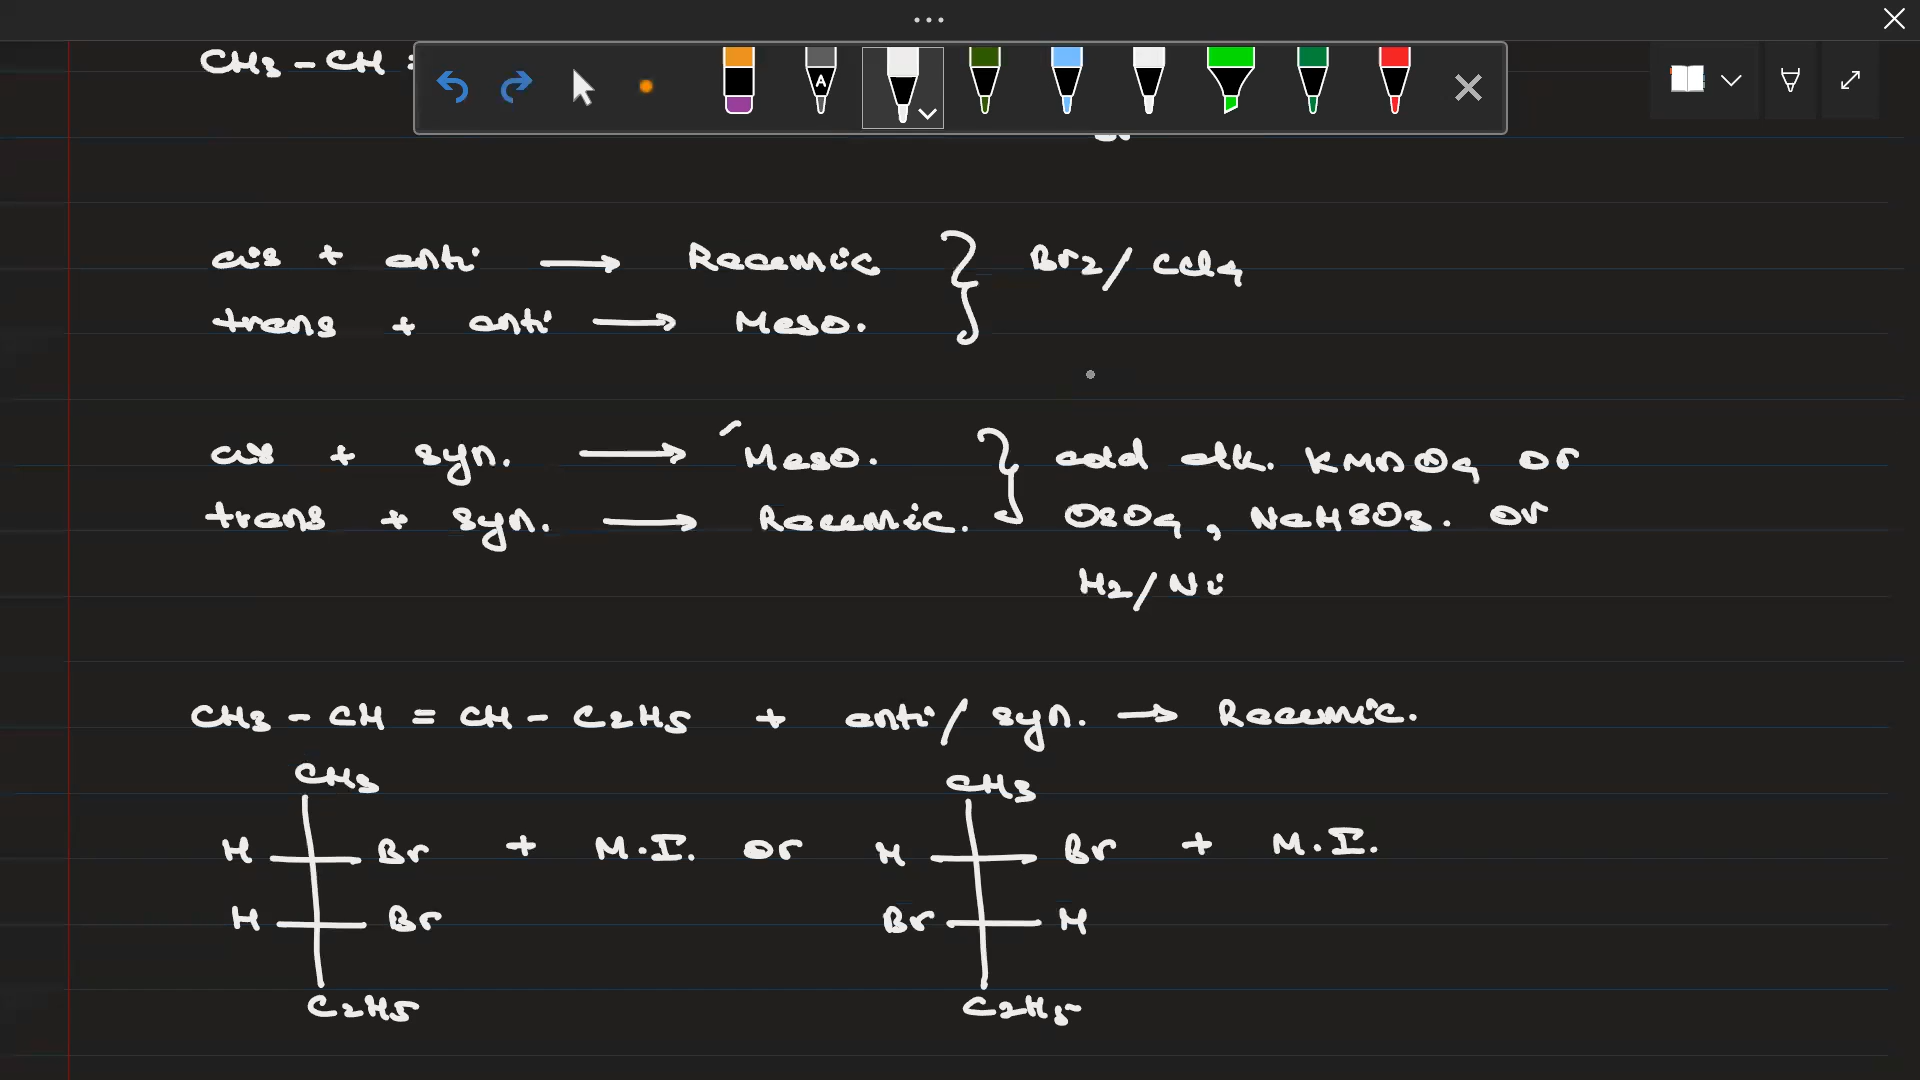 CH3 - CH =
cis + anti → Racemic } Br2/ CCl4
trans + anti → Meso.
cis + syn. → Meso. } cold alk. KMnO4 or
trans + syn. → Racemic. OsO4, NaHSO3. or
H2/Ni
CH3 - CH = CH - C2H5 + anti/ syn. → Racemic.
CH3 CH3
H Br + M.I. or H Br + M.I.
H Br Br H
C2H5 C2H5